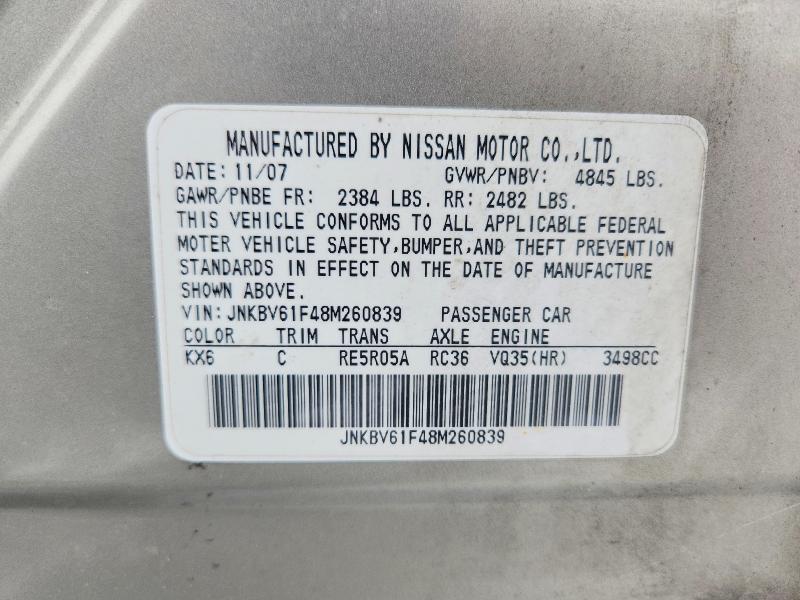 MANUFACTURED BY NISSAN MOTOR CO.,LTD.
DATE: 11/07 GVWR/PNBV: 4845 LBS.
GAWR/PNBE FR: 2384 LBS. RR: 2482 LBS.
THIS VEHICLE CONFORMS TO ALL APPLICABLE FEDERAL
MOTER VEHICLE SAFETY,BUMPER,AND THEFT PREVENTION
STANDARDS IN EFFECT ON THE DATE OF MANUFACTURE
SHOWN ABOVE.
VIN:JNKBV61F48M260839 PASSENGER CAR
COLOR TRIM TRANS AXLE ENGINE
KX6 C RE5R05A RC36 VQ35(HR) 3498CC
JNKBV61F48M260839